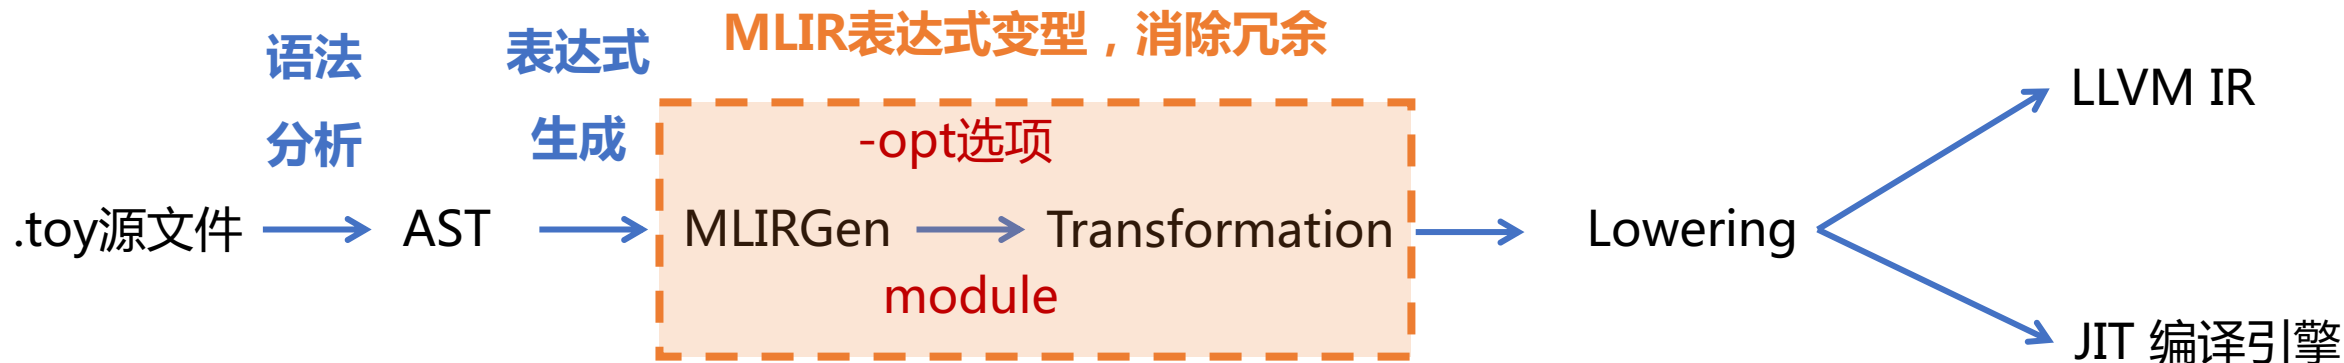 MLIR表达式变型，消除冗余
语法
分析
表达式
生成
-opt选项
.toy源文件
AST
MLIRGen
Transformation
module
Lowering
LLVM IR
JIT 编译引擎